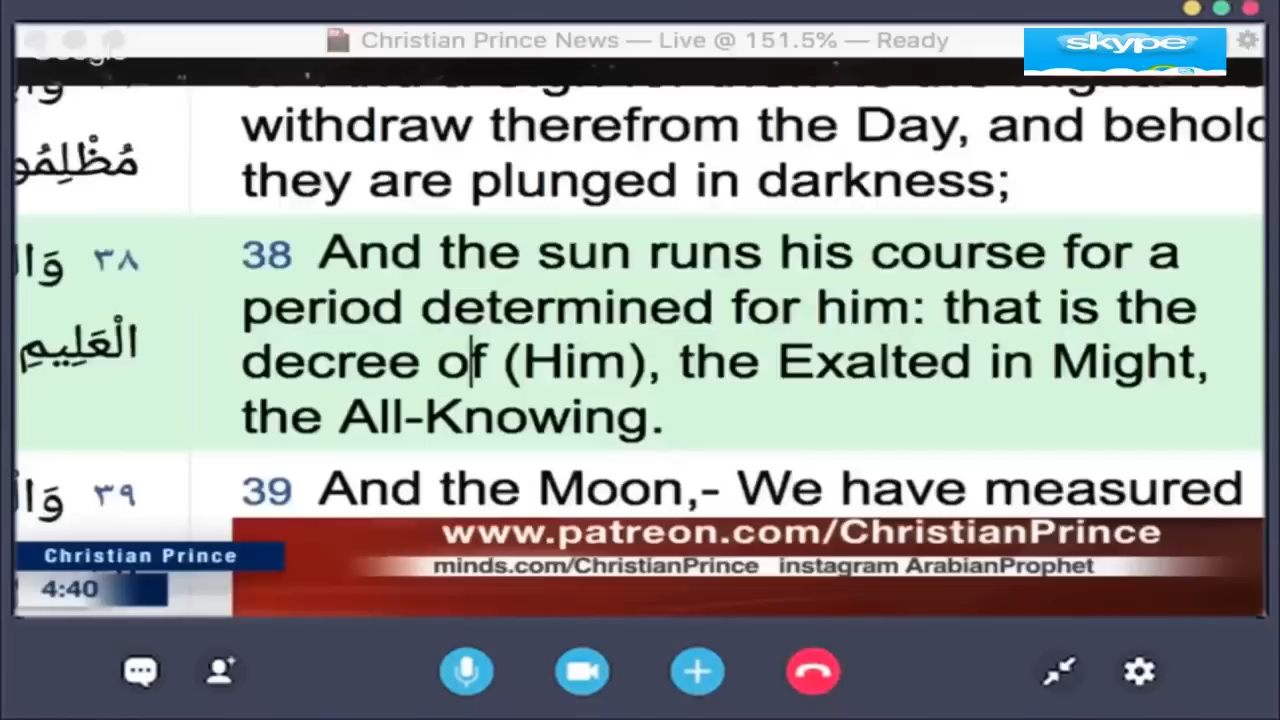 Christian Prince News — Live @ 151.5% — Ready
skype
withdraw therefrom the Day, and behold
they are plunged in darkness;
٣٨
الْعَلِيمِ
38 And the sun runs his course for a
period determined for him: that is the
decree of (Him), the Exalted in Might,
the All-Knowing.
٣٩
39 And the Moon,- We have measured
www.patreon.com/ChristianPrince
Christian Prince
minds.com/ChristianPrince instagram ArabianProphet
4:40